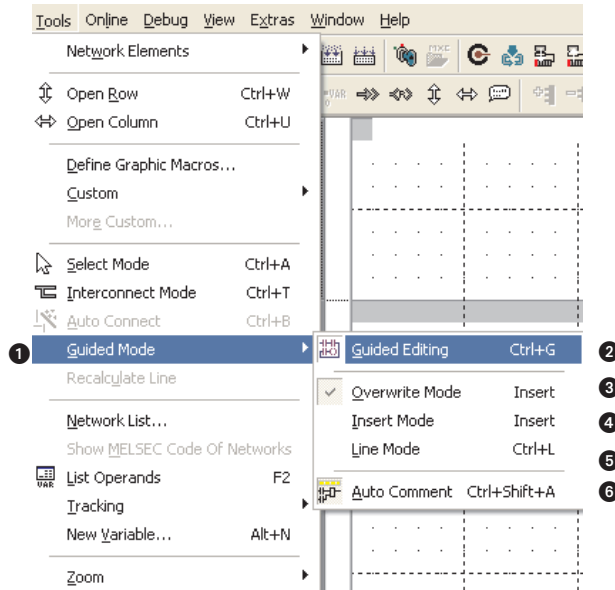 Tools Online Debug View Extras Window Help
Network Elements
MXC
Open Row Ctrl+W
VAR
Open Column Ctrl+U
Define Graphic Macros...
Custom
More Custom...
Select Mode Ctrl+A
Interconnect Mode Ctrl+T
Auto Connect Ctrl+B
1 Guided Mode Guided Editing Ctrl+G 2
Recalculate Line
Overwrite Mode Insert 3
Network List... Insert Mode Insert 4
Show MELSEC Code Of Networks Line Mode Ctrl+L 5
VAR List Operands F2
Auto Comment Ctrl+Shift+A 6
Tracking
New Variable... Alt+N
Zoom